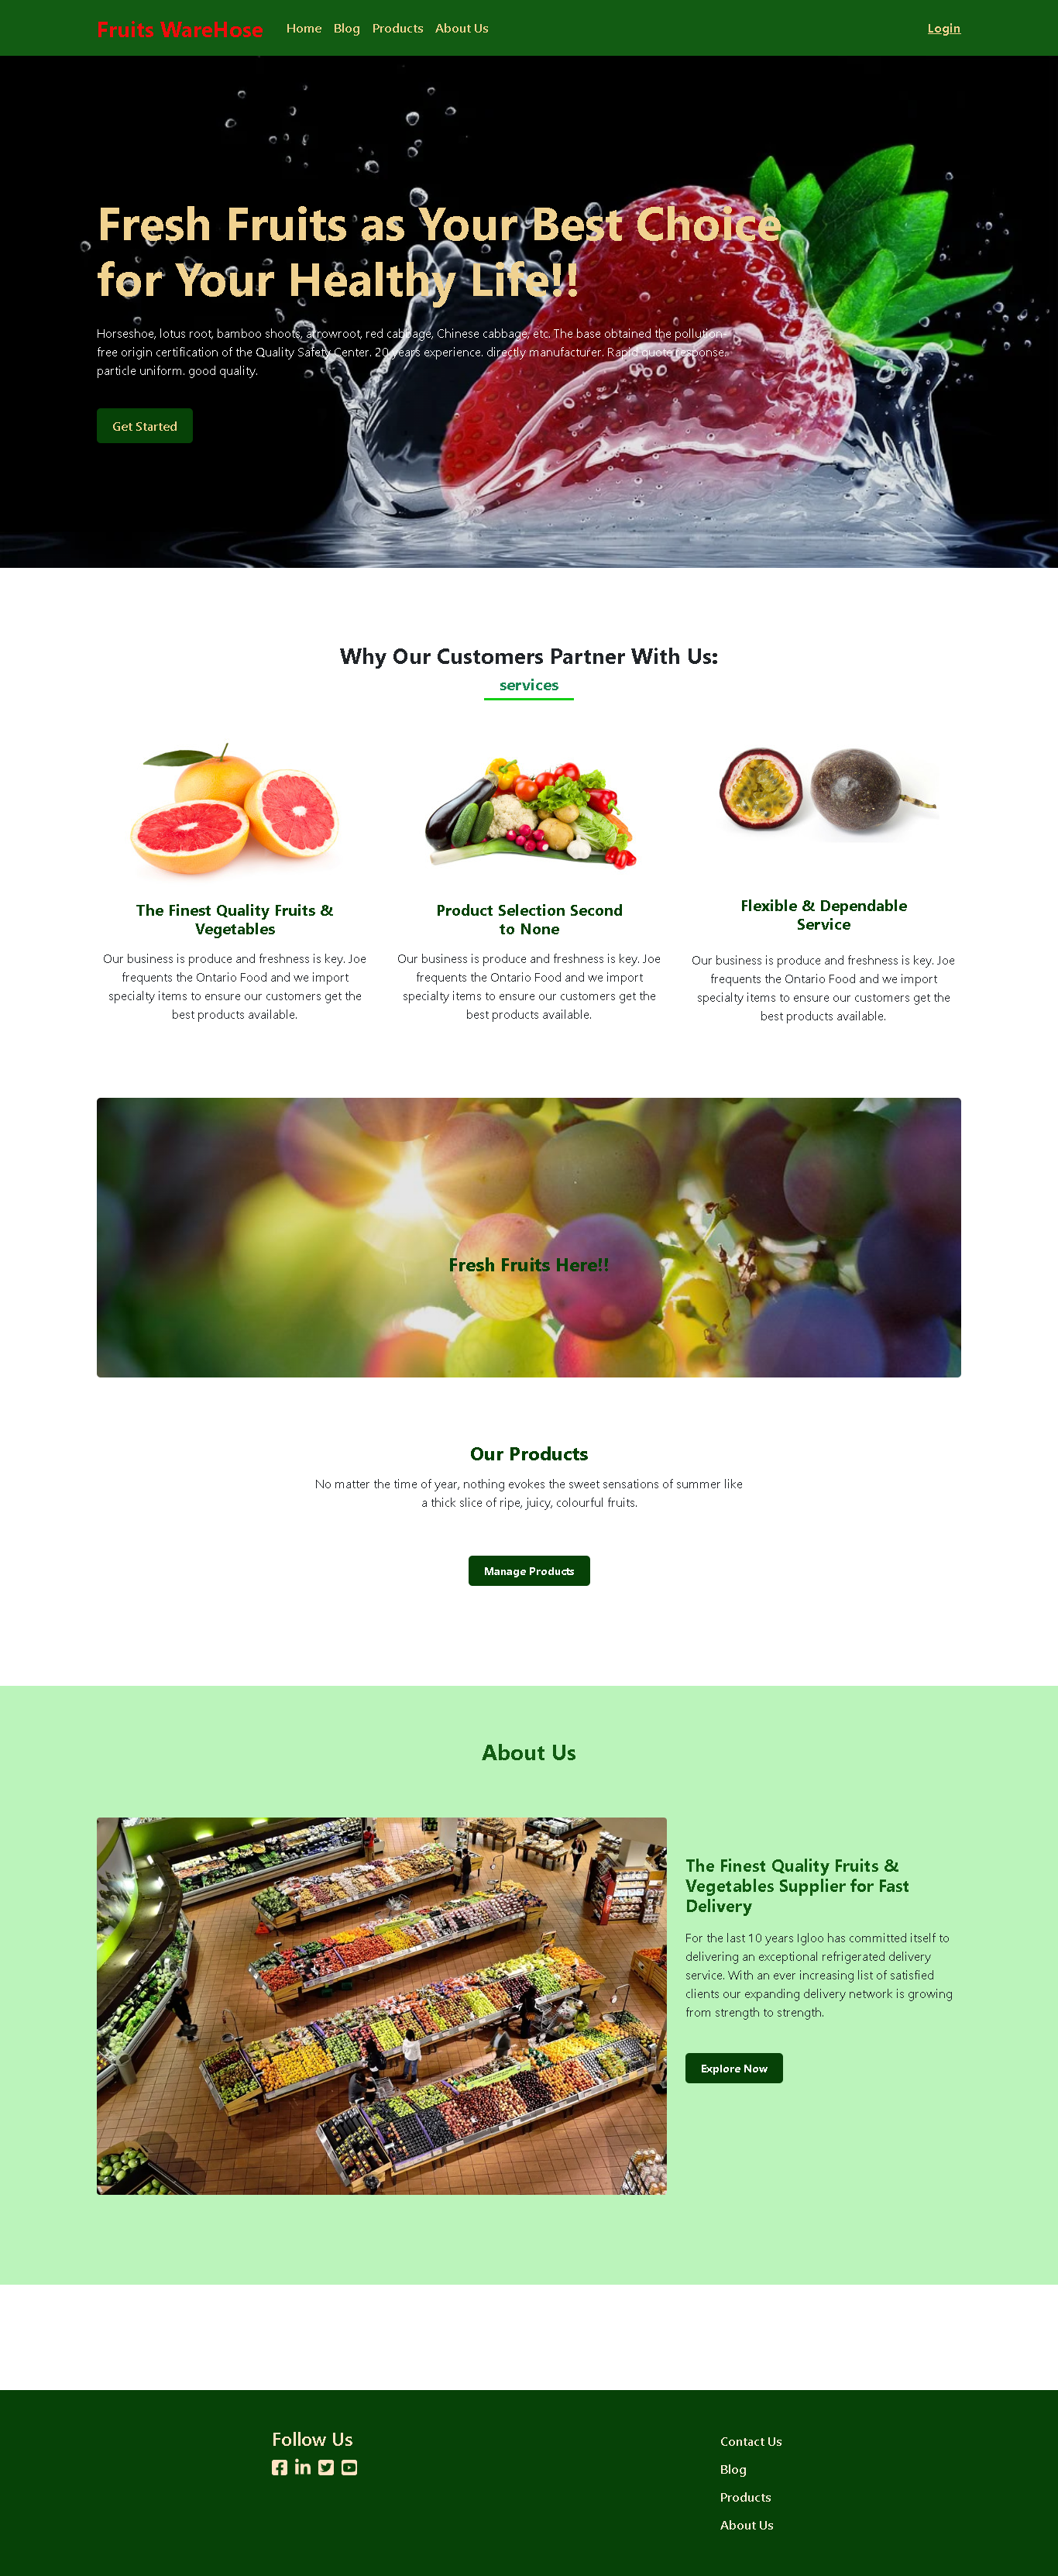 Fruits WareHose
Home Blog Products About Us
Login
Fresh Fruits as Your Best Choice
for Your Healthy Life!!
Horseshoe, lotus root, bamboo shoots, arrowroot, red cabbage, Chinese cabbage, etc. The base obtained the pollution-
free origin certification of the Quality Safety Center. 20 years experience. directly manufacturer. Rapid quote response.
particle uniform. good quality.
Get Started
Why Our Customers Partner With Us:
services
The Finest Quality Fruits &
Vegetables
Our business is produce and freshness is key. Joe
frequents the Ontario Food and we import
specialty items to ensure our customers get the
best products available.
Product Selection Second
to None
Our business is produce and freshness is key. Joe
frequents the Ontario Food and we import
specialty items to ensure our customers get the
best products available.
Flexible & Dependable
Service
Our business is produce and freshness is key. Joe
frequents the Ontario Food and we import
specialty items to ensure our customers get the
best products available.
Fresh Fruits Here!!
Our Products
No matter the time of year, nothing evokes the sweet sensations of summer like
a thick slice of ripe, juicy, colourful fruits.
Manage Products
About Us
The Finest Quality Fruits &
Vegetables Supplier for Fast
Delivery
For the last 10 years Igloo has committed itself to
delivering an exceptional refrigerated delivery
service. With an ever increasing list of satisfied
clients our expanding delivery network is growing
from strength to strength.
Explore Now
Follow Us
Contact Us
Blog
Products
About Us